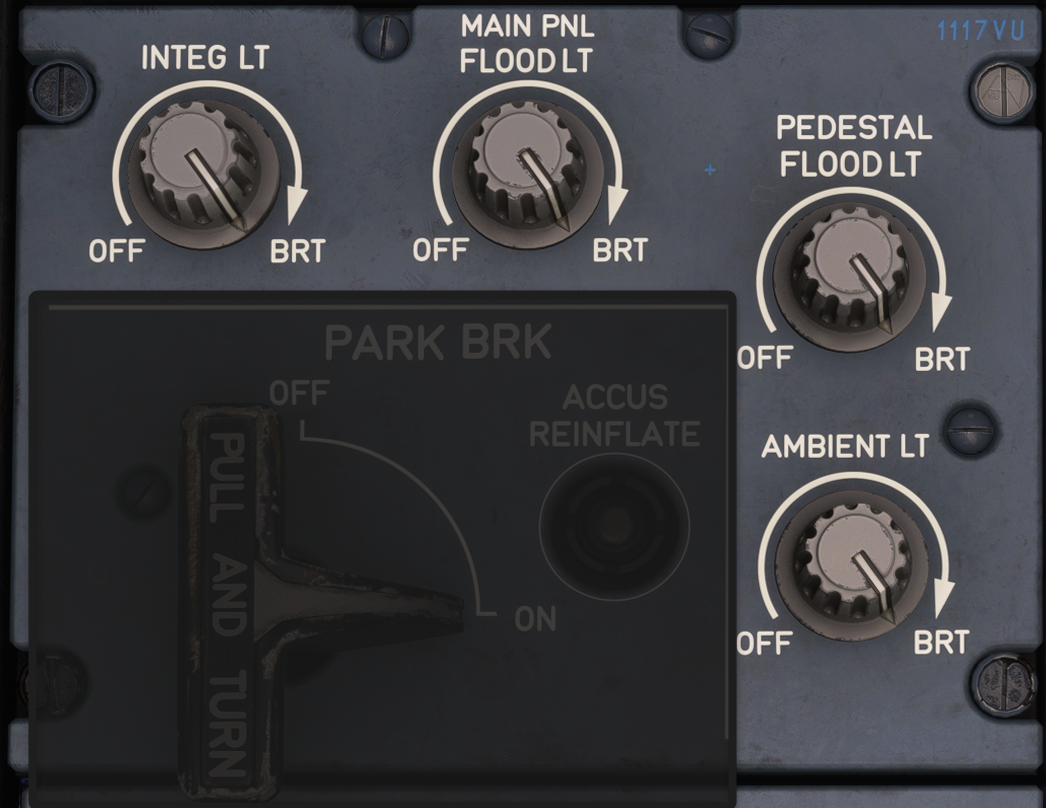 1117VU
MAIN PNL
FLOOD LT
INTEG LT
OFF
BRT
OFF
BRT
PEDESTAL
FLOOD LT
OFF
BRT
PARK BRK
OFF
ACCUS
REINFLATE
ON
PULL AND TURN
AMBIENT LT
OFF
BRT